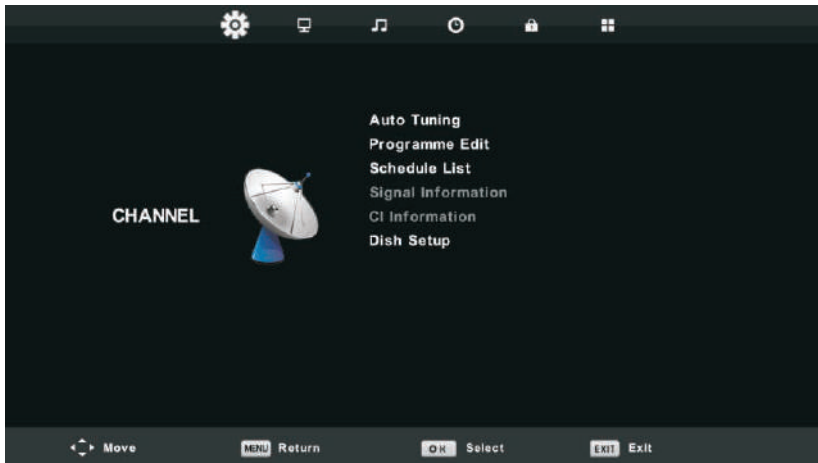 CHANNEL
Auto Tuning
Programme Edit
Schedule List
Signal Information
CI Information
Dish Setup
Move MENU Return OK Select EXIT Exit